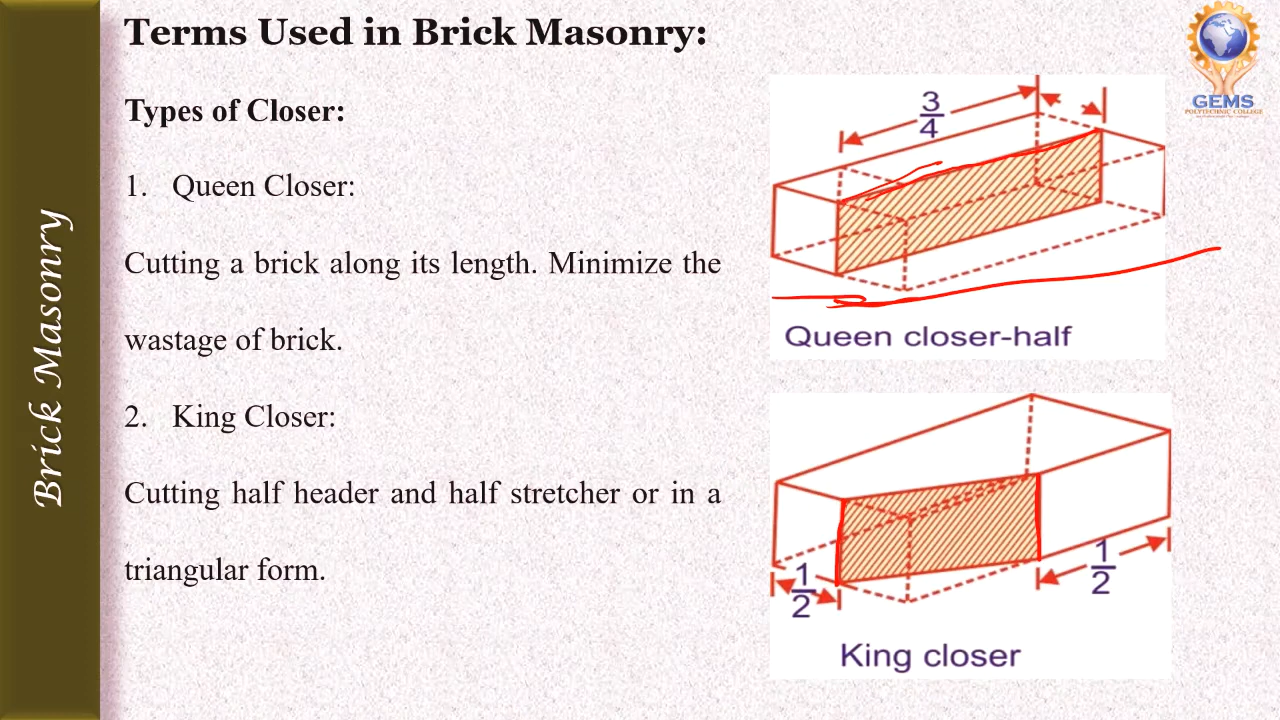 Terms Used in Brick Masonry:
Types of Closer:
1. Queen Closer:
Cutting a brick along its length. Minimize the
wastage of brick.
2. King Closer:
Cutting half header and half stretcher or in a
triangular form.
Brick Masonry
GEMS
POLYTECHNIC COLLEGE
3
4
Queen closer-half
1
2
1
2
King closer